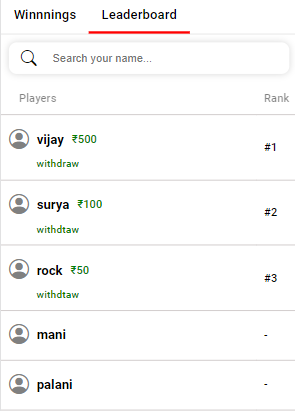 Winnnings Leaderboard
Search your name...
Players Rank
vijay ₹500
#1
withdraw
surya ₹100
#2
withdtaw
rock ₹50
#3
withdtaw
mani -
palani -